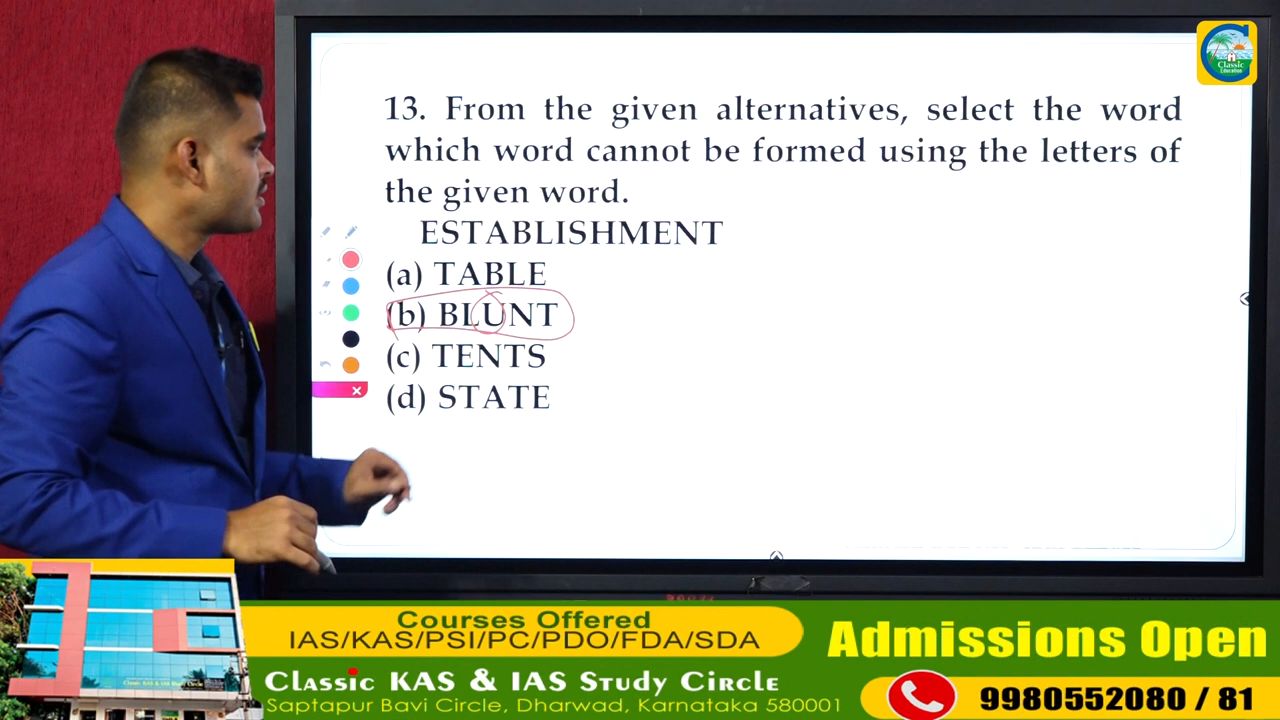 Classic
Education
13. From the given alternatives, select the word
which word cannot be formed using the letters of
the given word.
ESTABLISHMENT
(a) TABLE
(b) BLUNT
(c) TENTS
(d) STATE
Courses Offered
IAS/KAS/PSI/PC/PDO/FDA/SDA
Classic KAS & IAS Study Circle
Saptapur Bavi Circle, Dharwad, Karnataka 580001
Admissions Open
9980552080 / 81